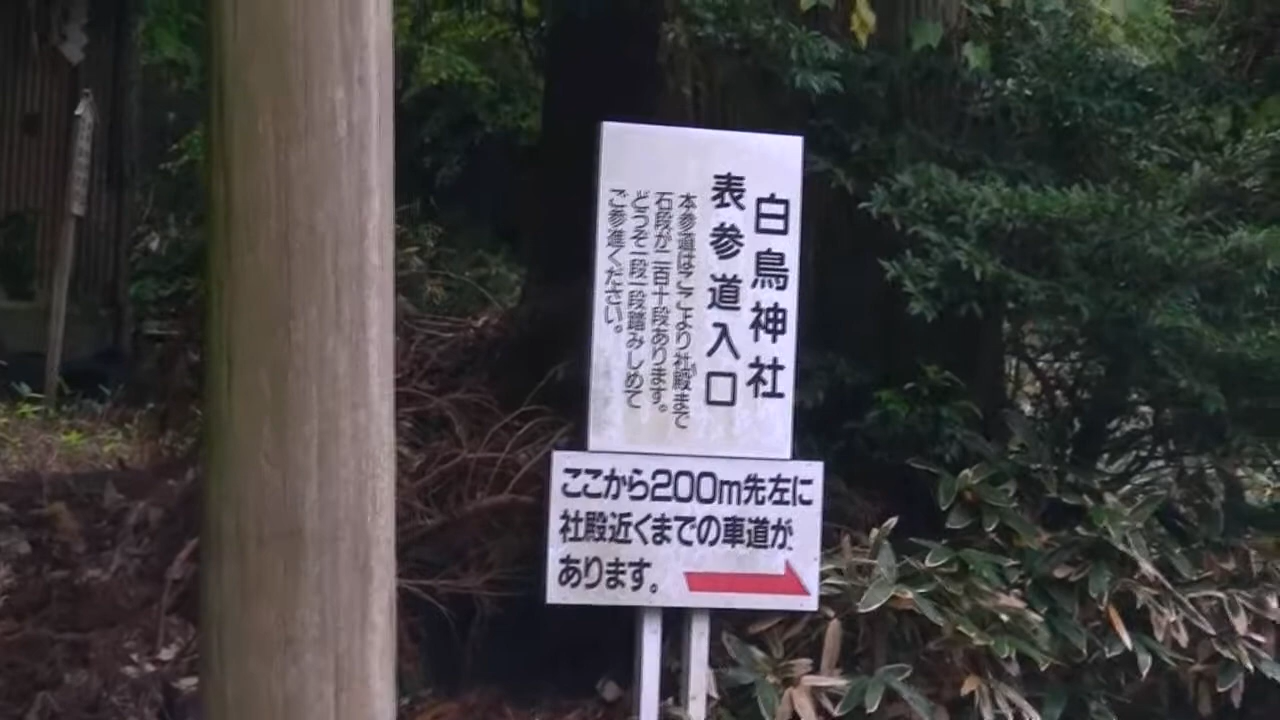 白鳥神社
表参道入口
本参道はここより社殿まで
石段が二百十段あります。
どうぞ一段一段踏みしめて
ご参進ください。
ここから200m先左に
社殿近くまでの車道が
あります。